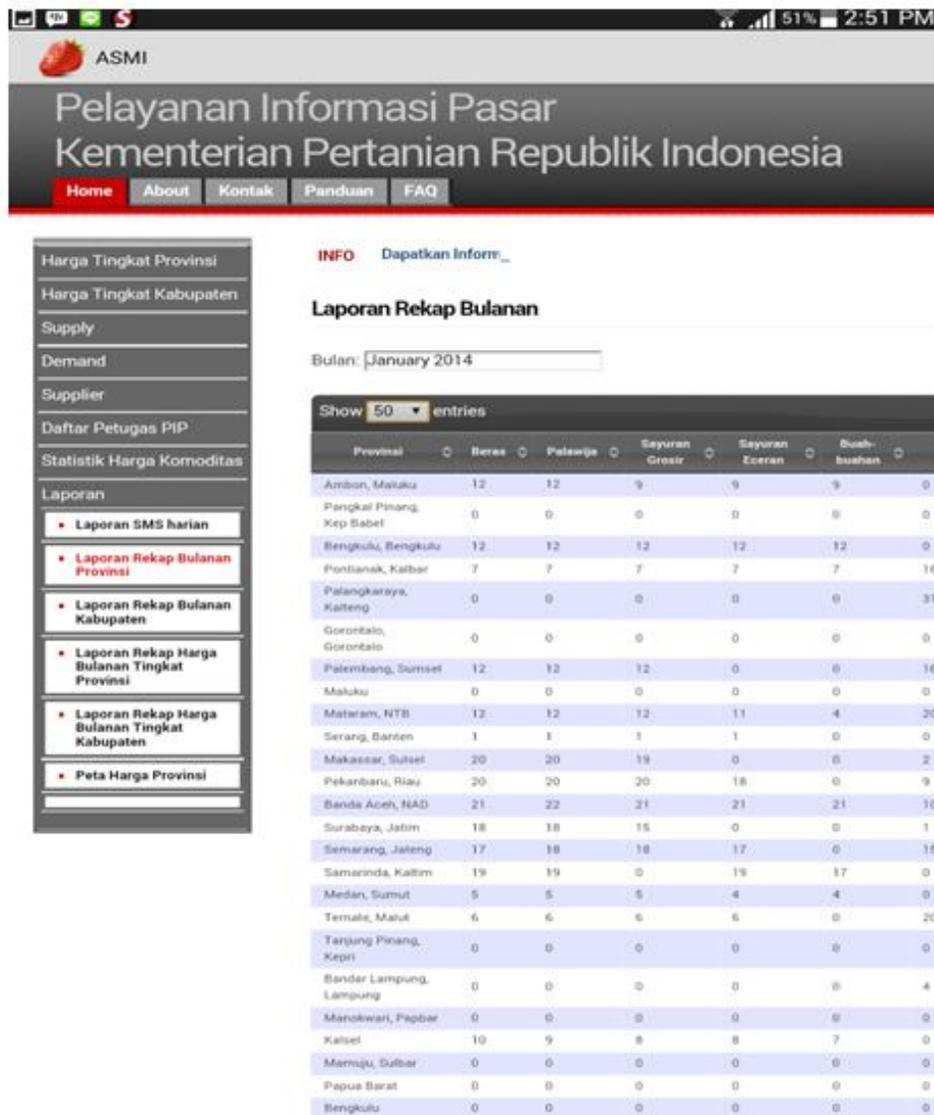 51% 2:51 PM
ASMI
Pelayanan Informasi Pasar
Kementerian Pertanian Republik Indonesia
Home About Kontak Panduan FAQ
Harga Tingkat Provinsi
Harga Tingkat Kabupaten
Supply
Demand
Supplier
Daftar Petugas PIP
Statistik Harga Komoditas
Laporan
• Laporan SMS harian
• Laporan Rekap Bulanan
Provinsi
• Laporan Rekap Bulanan
Kabupaten
• Laporan Rekap Harga
Bulanan Tingkat
Provinsi
• Laporan Rekap Harga
Bulanan Tingkat
Kabupaten
• Peta Harga Provinsi
INFO Dapatkan Inform_
Laporan Rekap Bulanan
Bulan: January 2014
Show 50 entries
Provinsi Beras Palawija Sayuran Grosir Sayuran Eceran Buah-buahan
Ambon, Maluku 12 12 9 9 9 0
Pangkal Pinang,
Kep Babel 0 0 0 0 0 0
Bengkulu, Bengkulu 12 12 12 12 12 0
Pontianak, Kalbar 7 7 7 7 7 16
Palangkaraya,
Kalteng 0 0 0 0 0 31
Gorontalo,
Gorontalo 0 0 0 0 0 0
Palembang, Sumsel 12 12 12 0 0 16
Maluku 0 0 0 0 0 0
Mataram, NTB 12 12 12 11 4 20
Serang, Banten 1 1 1 1 0 0
Makassar, Sulsel 20 20 19 0 0 2
Pekanbaru, Riau 20 20 20 18 0 9
Banda Aceh, NAD 21 22 21 21 21 10
Surabaya, Jatim 18 18 15 0 0 1
Semarang, Jateng 17 18 18 17 0
Samarinda, Kaltim 19 19 0 19 17 0
Medan, Sumut 5 5 5 4 4 0
Ternate, Malut 6 6 6 6 0 20
Tanjung Pinang,
Kepri 0 0 0 0 0 0
Bandar Lampung,
Lampung 0 0 0 0 0 4
Manokwari, Papbar 0 0 0 0 0 0
Kalsel 10 9 8 8 7 0
Mamuju, Sulbar 0 0 0 0 0 0
Papua Barat 0 0 0 0 0 0
Bengkulu 0 0 0 0 0 0